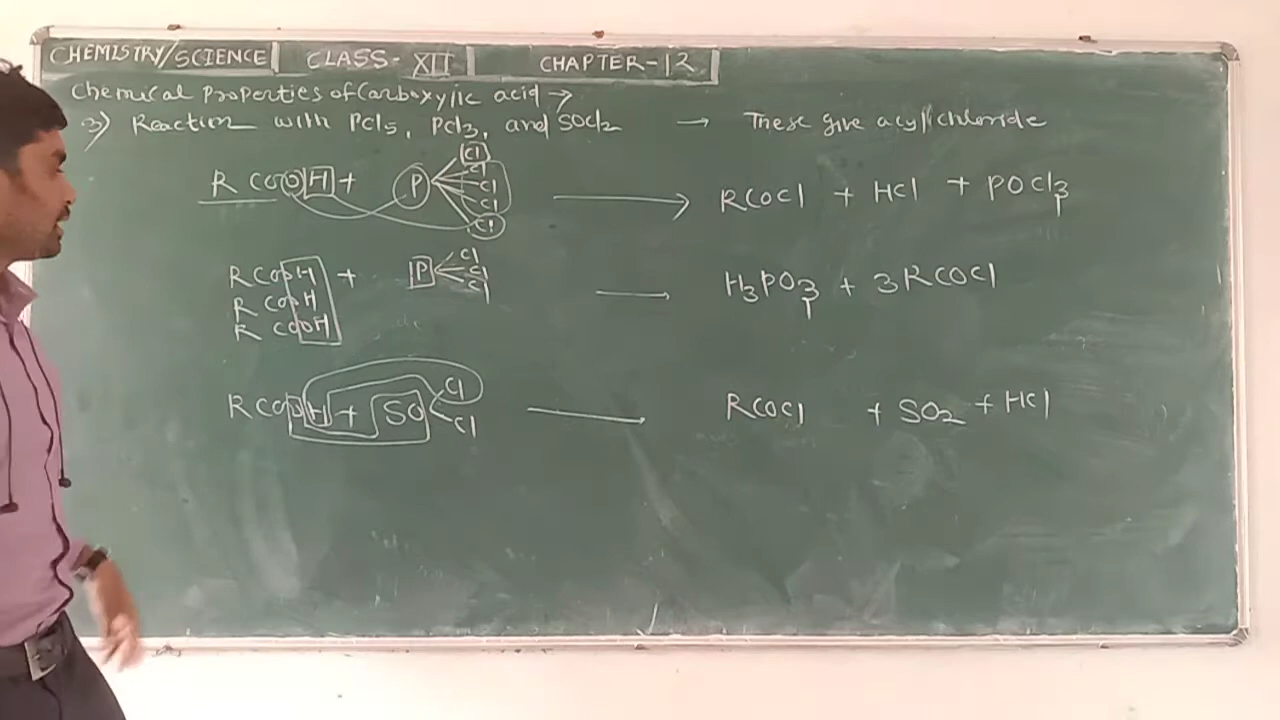 CHEMISTRY/SCIENCE | CLASS - XII | CHAPTER-12
Chemical Properties of Carboxylic acid →
3) Reaction with PCl5, PCl3, and SOCl2 → These give acyl chloride
R COOH + P Cl Cl Cl Cl Cl → RCOCl + HCl + POCl3
RCOOH + P Cl Cl Cl → H3PO3 + 3RCOCl
R COOH
R COOH
RCOOH + SO Cl Cl → RCOCl + SO2 + HCl